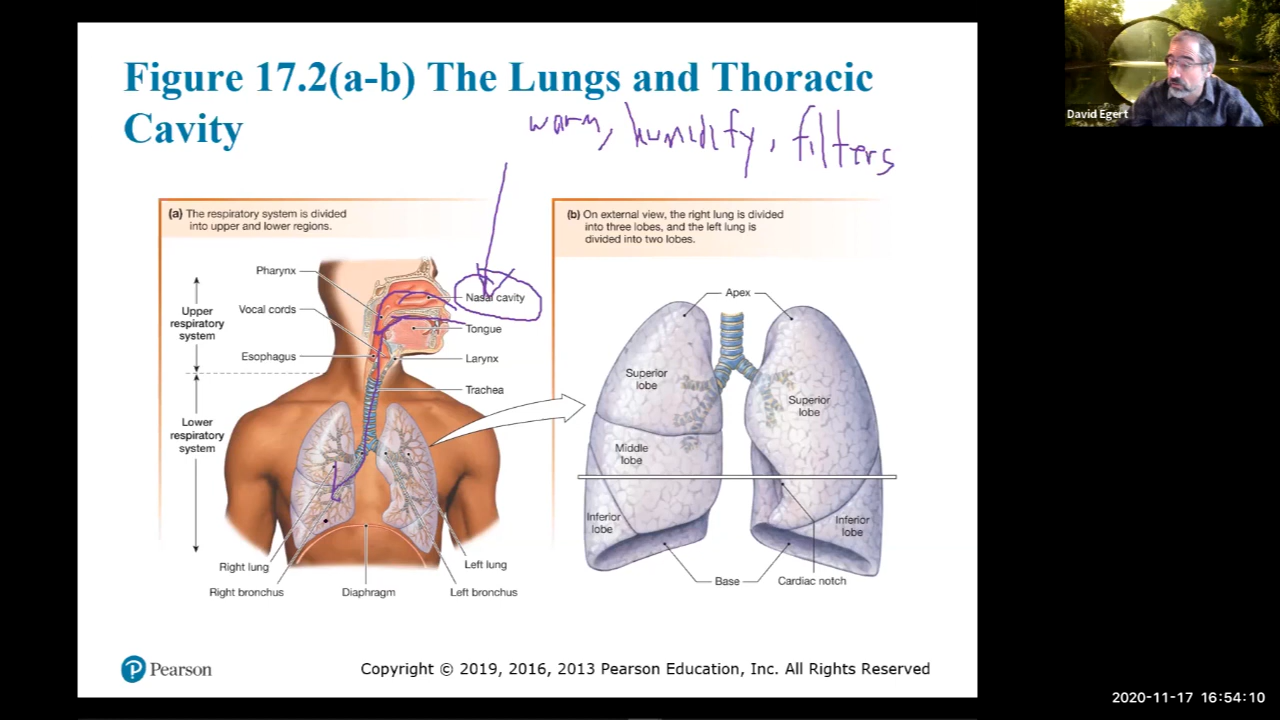 Figure 17.2(a-b) The Lungs and Thoracic
Cavity
warm, humidify, filters
David Egert
(a) The respiratory system is divided
into upper and lower regions.
Pharynx
Nasal cavity
Vocal cords
Upper
respiratory
system
Tongue
Esophagus
Larynx
Trachea
Lower
respiratory
system
Right lung
Left lung
Right bronchus
Diaphragm
Left bronchus
(b) On external view, the right lung is divided
into three lobes, and the left lung is
divided into two lobes.
Apex
Superior
lobe
Superior
lobe
Middle
lobe
Inferior
lobe
Inferior
lobe
Base
Cardiac notch
P Pearson
Copyright © 2019, 2016, 2013 Pearson Education, Inc. All Rights Reserved
2020-11-17 16:54:10